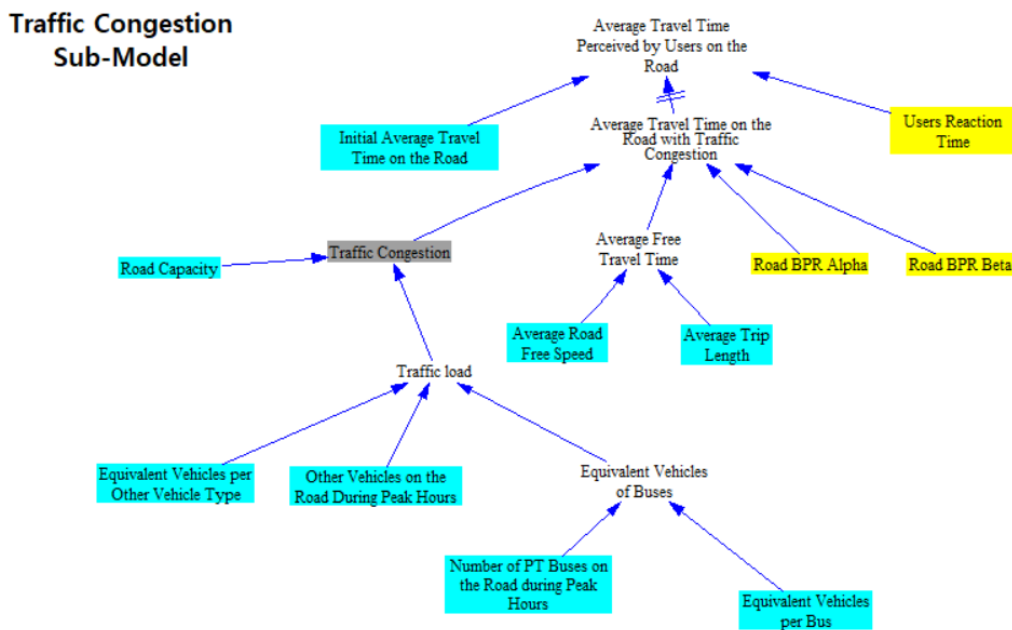 Traffic Congestion
Sub-Model
Average Travel Time
Perceived by Users on the
Road
Initial Average Travel
Time on the Road
Average Travel Time on the
Road with Traffic
Congestion
Users Reaction
Time
Road Capacity
Traffic Congestion
Average Free
Travel Time
Road BPR Alpha
Road BPR Beta
Average Road
Free Speed
Average Trip
Length
Traffic load
Equivalent Vehicles per
Other Vehicle Type
Other Vehicles on the
Road During Peak Hours
Equivalent Vehicles
of Buses
Number of PT Buses on
the Road during Peak
Hours
Equivalent Vehicles
per Bus